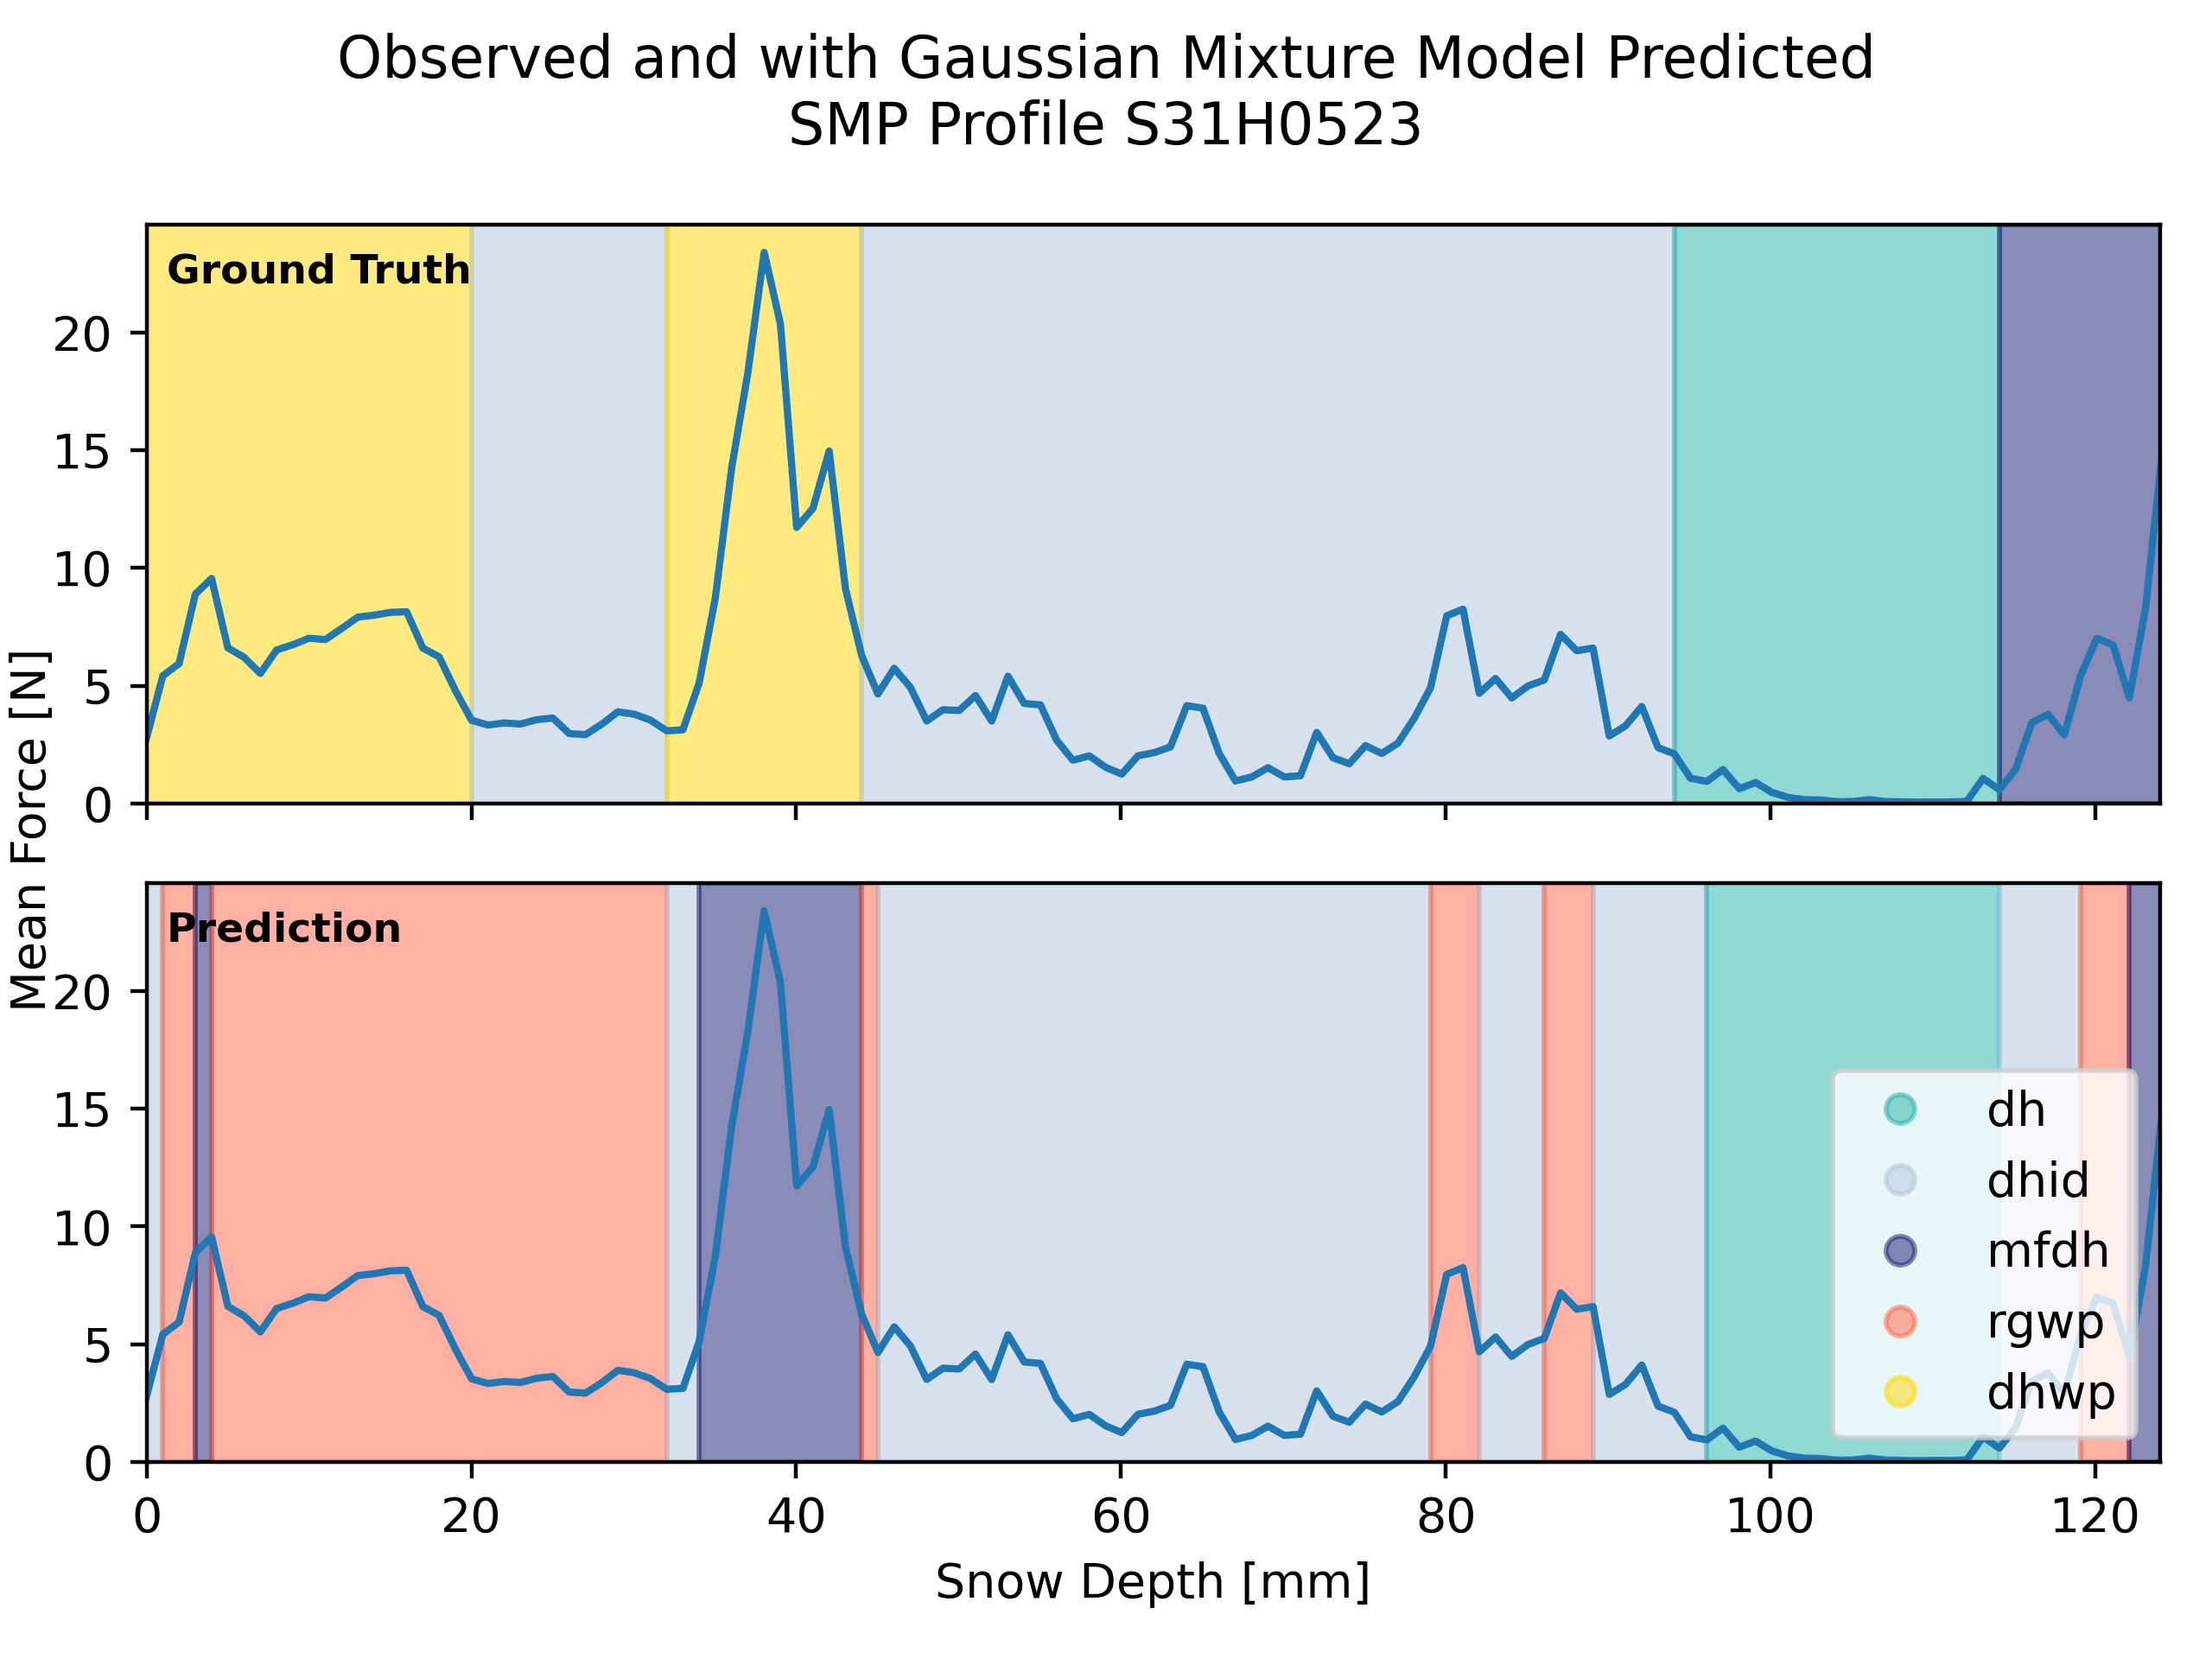 Observed and with Gaussian Mixture Model Predicted
SMP Profile S31H0523
Mean Force [N]
Ground Truth
20
15
10
5
0
Prediction
20
15
10
5
0
dh
dhid
mfdh
rgwp
dhwp
0 20 40 60 80 100 120
Snow Depth [mm]